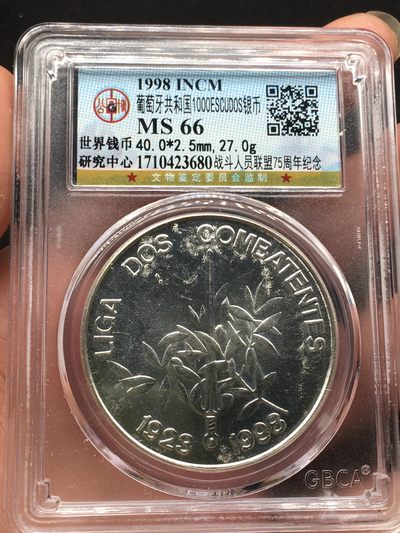 1998 INCM
葡萄牙共和国1000ESCUDOS银币
MS 66
世界钱币 40.0*2.5mm, 27.0g
研究中心 1710423680 战斗人员联盟75周年纪念
★ 文物鉴定委员会监制 ★
LIGA DOS COMBATENTES
1923 1998
GBCA®